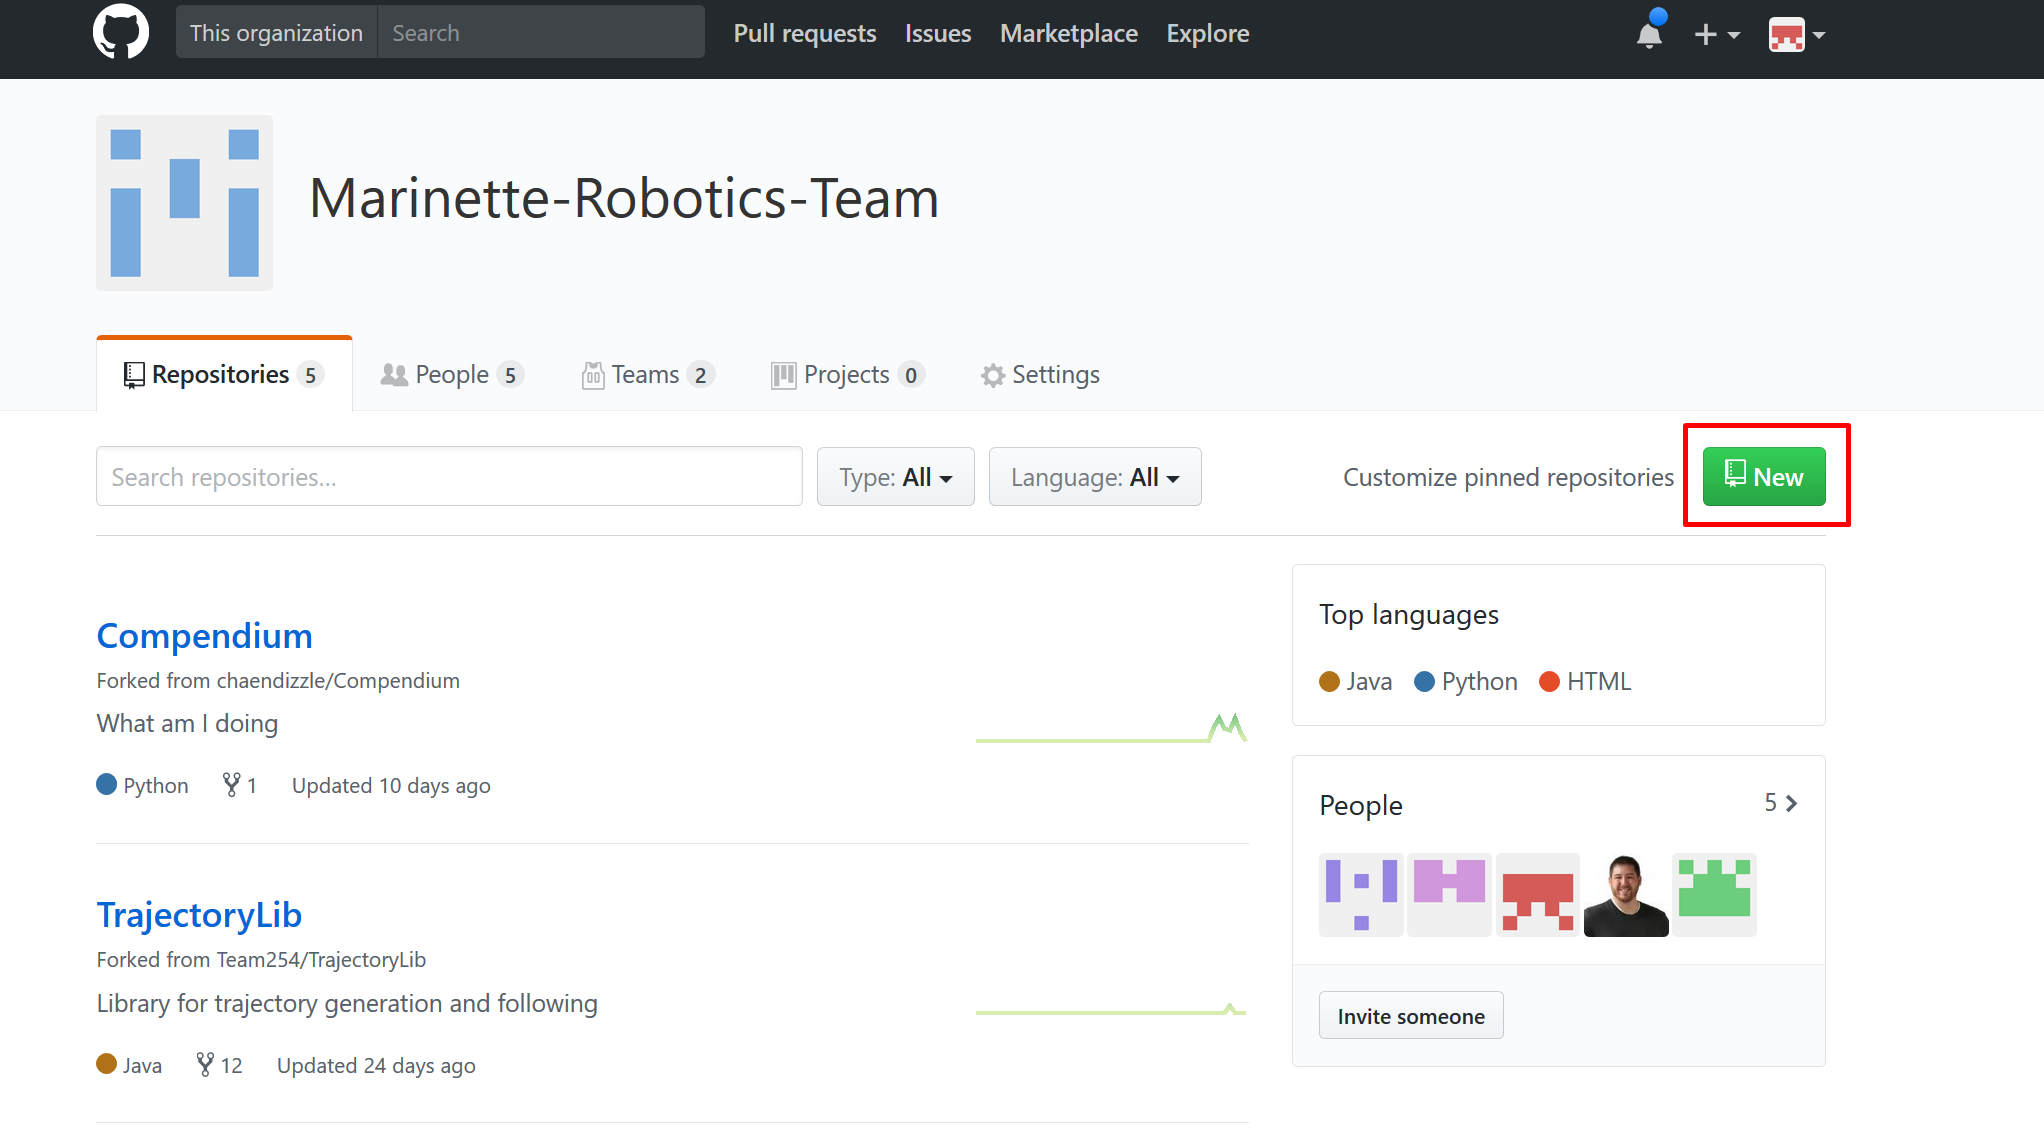 This organization Search Pull requests Issues Marketplace Explore
Marinette-Robotics-Team
Repositories 5 People 5 Teams 2 Projects 0 Settings
Search repositories... Type: All Language: All Customize pinned repositories New
Compendium
Forked from chaendizzle/Compendium
What am I doing
Python 1 Updated 10 days ago
TrajectoryLib
Forked from Team254/TrajectoryLib
Library for trajectory generation and following
Java 12 Updated 24 days ago
Top languages
Java Python HTML
People 5
Invite someone